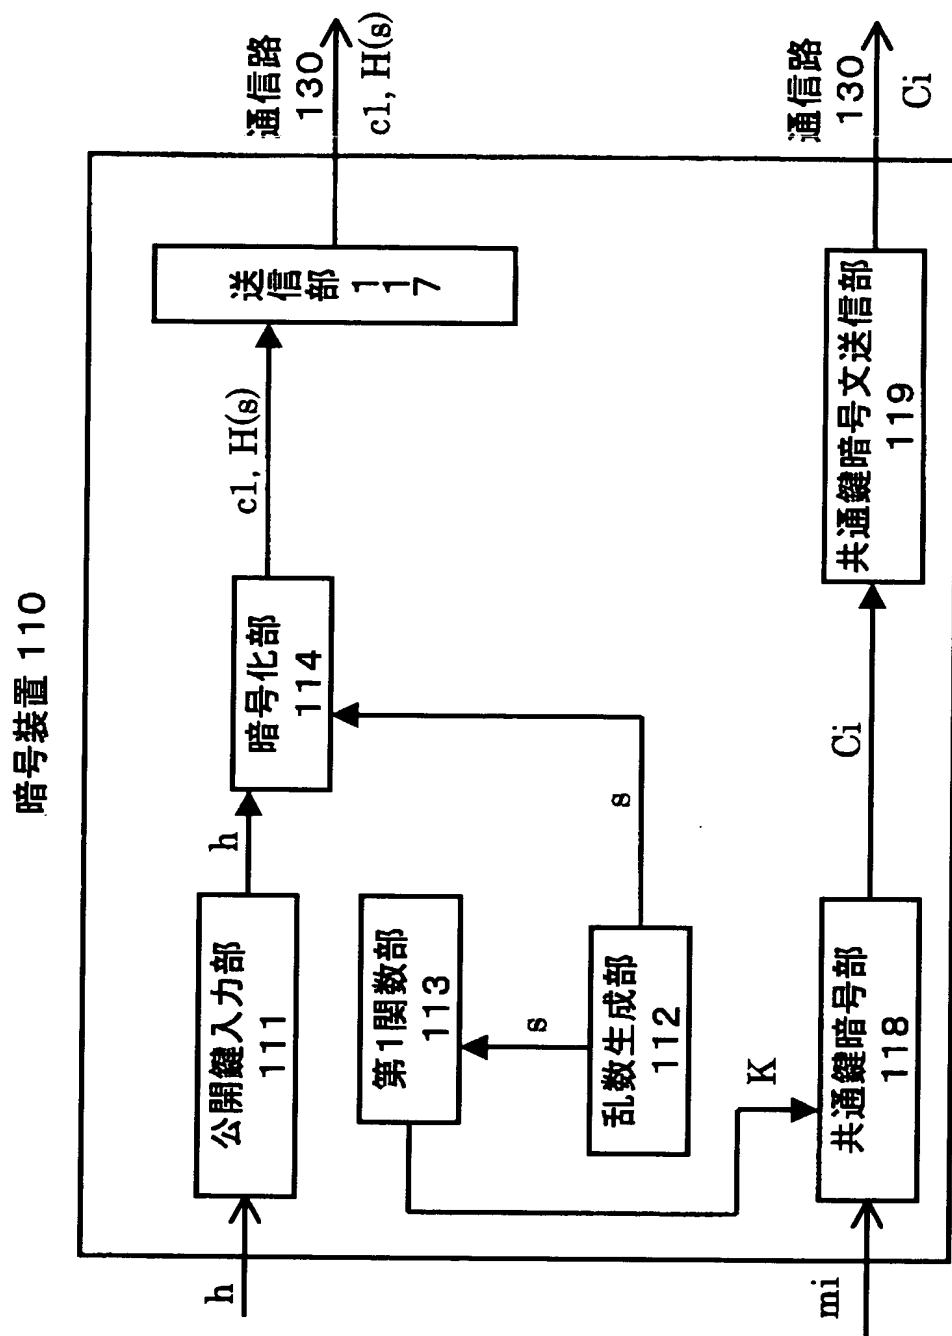 暗号装置 110
h
公開鍵入力部
111
h
暗号化部
114
c1, H(s)
送信部 117
通信路
130
c1, H(s)
第1関数部
113
s
乱数生成部
112
s
K
mi
共通鍵暗号部
118
Ci
共通鍵暗号文送信部
119
通信路
130
Ci